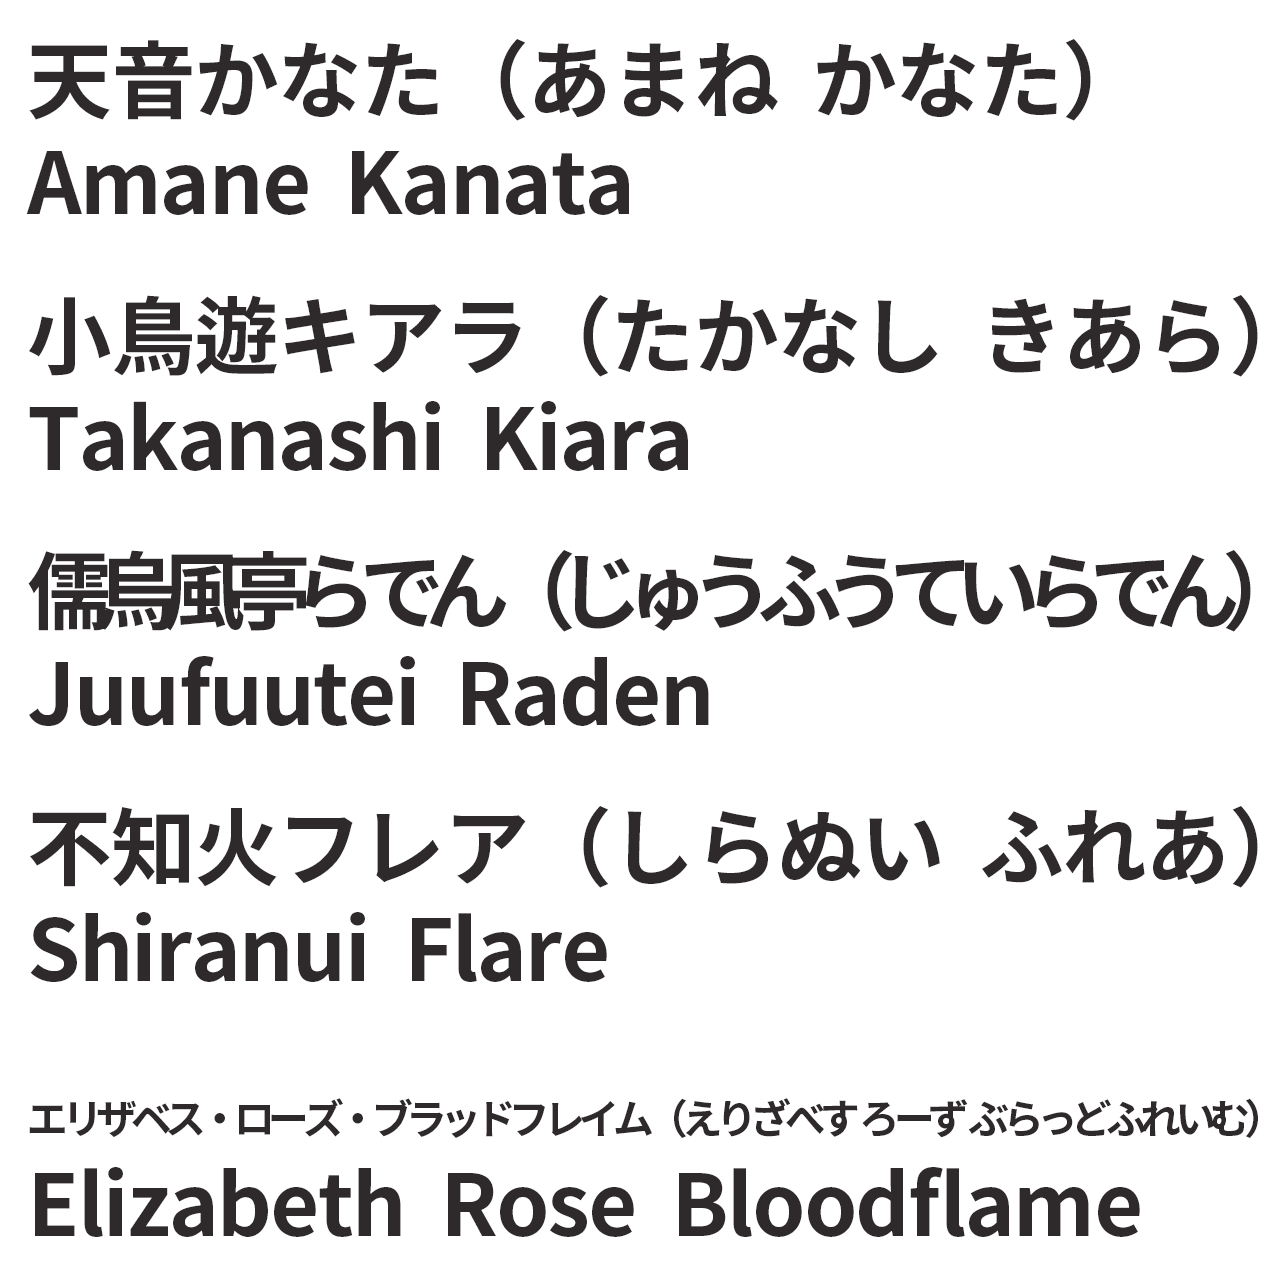 天音かなた（あまね かなた）
Amane Kanata
小鳥遊キアラ（たかなし きあら）
Takanashi Kiara
儒烏風亭らでん（じゅうふうていらでん）
Juufuutei Raden
不知火フレア（しらぬい ふれあ）
Shiranui Flare
エリザベス・ローズ・ブラッドフレイム（えりざべす ろーず ぶらっどふれいむ）
Elizabeth Rose Bloodflame